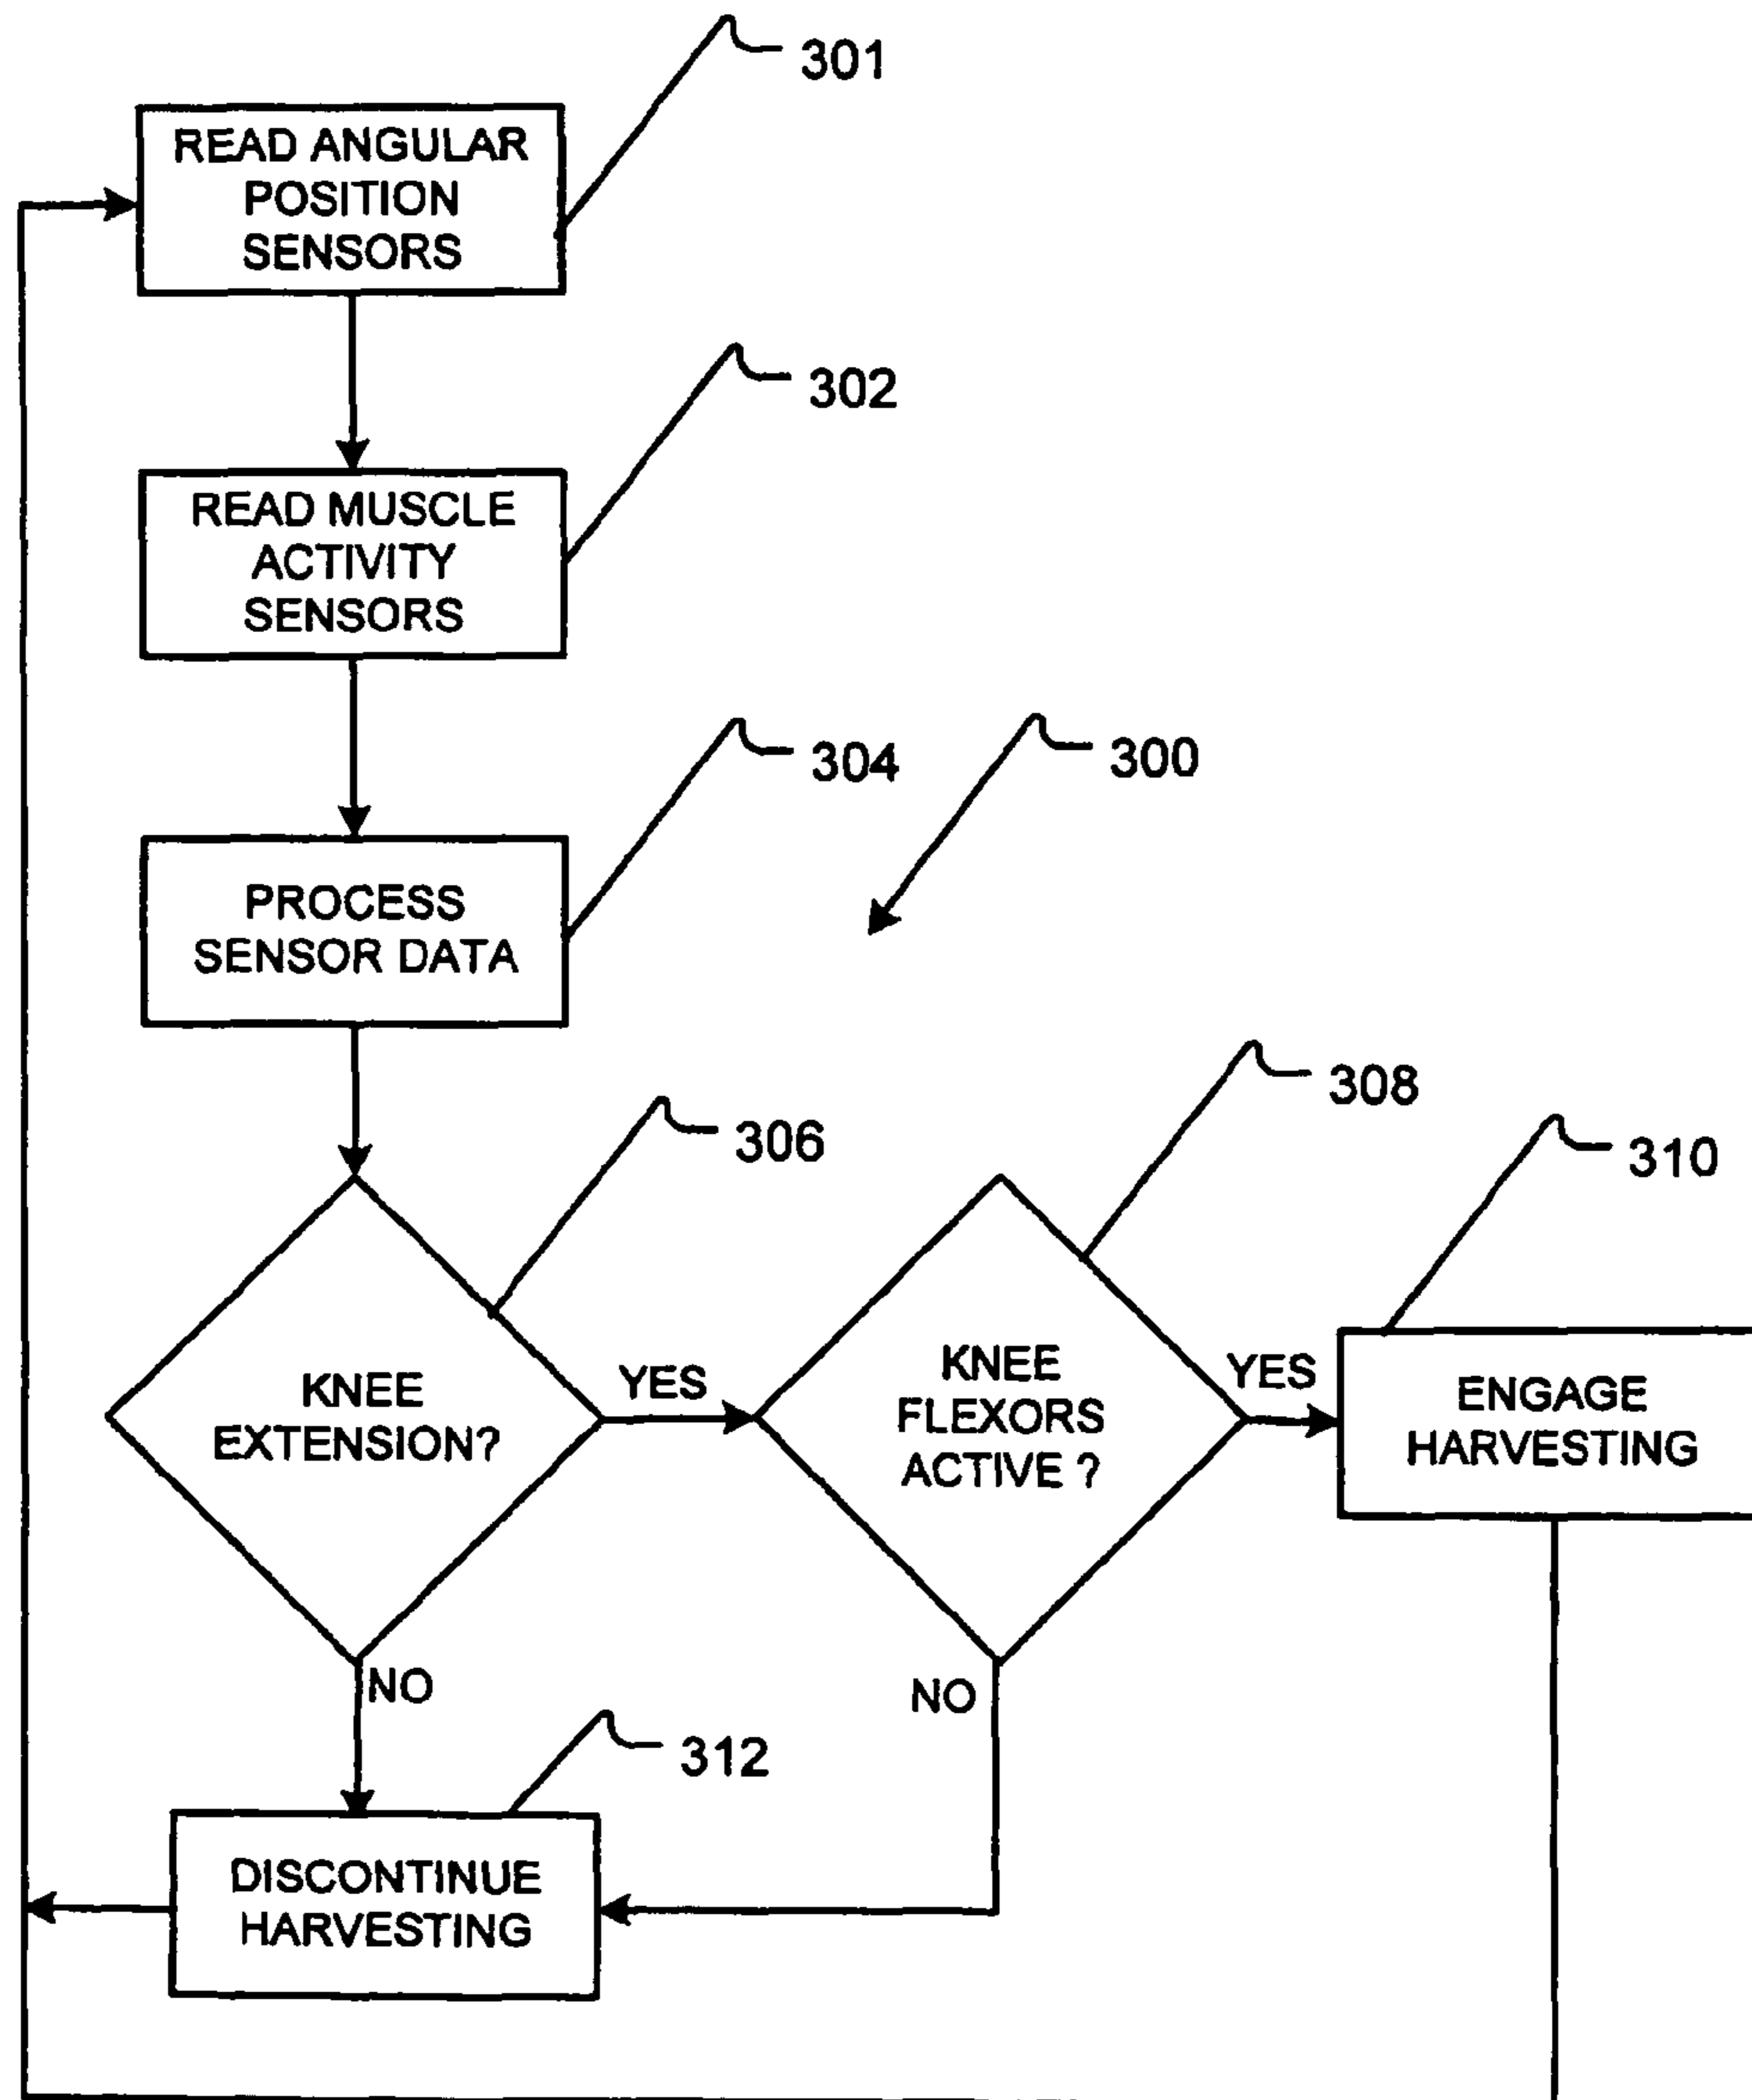 301
READ ANGULAR
POSITION
SENSORS
302
READ MUSCLE
ACTIVITY
SENSORS
304
300
PROCESS
SENSOR DATA
306
308
310
KNEE
EXTENSION?
YES
KNEE
FLEXORS
ACTIVE ?
YES
ENGAGE
HARVESTING
NO
NO
312
DISCONTINUE
HARVESTING